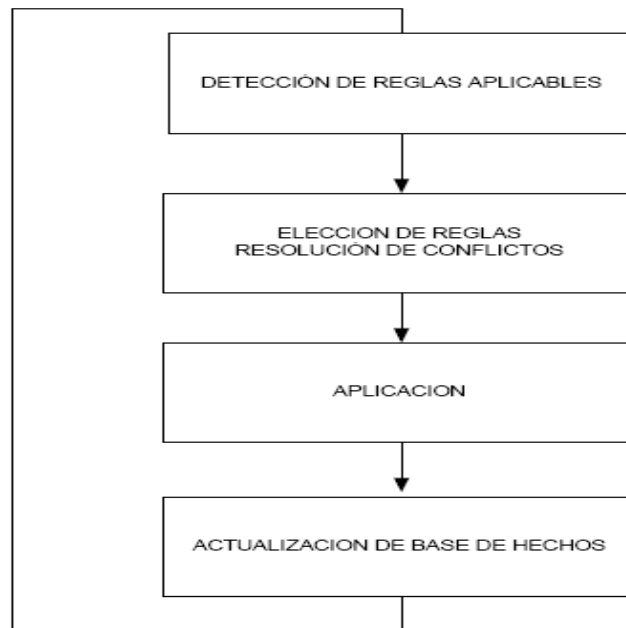 DETECCIÓN DE REGLAS APLICABLES
ELECCION DE REGLAS
RESOLUCIÓN DE CONFLICTOS
APLICACION
ACTUALIZACION DE BASE DE HECHOS